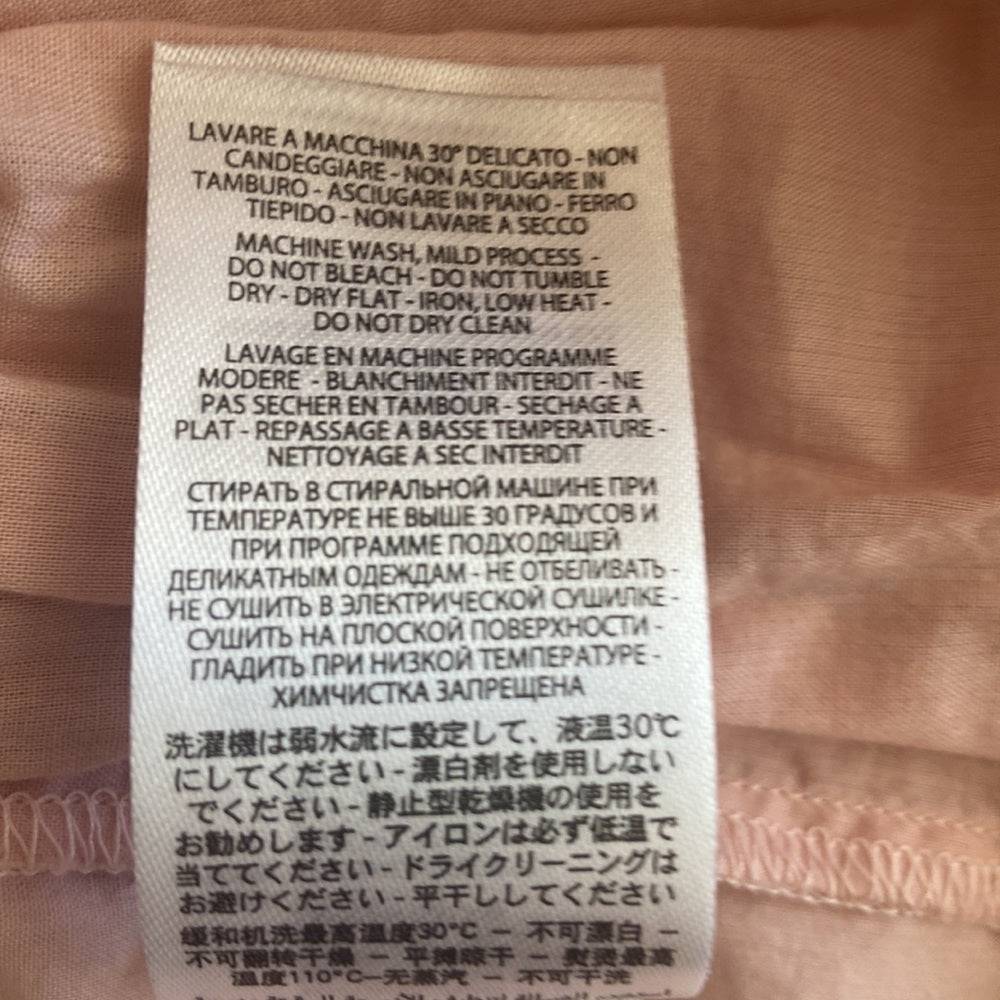 LAVARE A MACCHINA 30° DELICATO - NON
CANDEGGIARE - NON ASCIUGARE IN
TAMBURO - ASCIUGARE IN PIANO - FERRO
TIEPIDO - NON LAVARE A SECCO
MACHINE WASH, MILD PROCESS -
DO NOT BLEACH - DO NOT TUMBLE
DRY - DRY FLAT - IRON, LOW HEAT -
DO NOT DRY CLEAN
LAVAGE EN MACHINE PROGRAMME
MODERE - BLANCHIMENT INTERDIT - NE
PAS SECHER EN TAMBOUR - SECHAGE A
PLAT - REPASSAGE A BASSE TEMPERATURE -
NETTOYAGE A SEC INTERDIT
СТИРАТЬ В СТИРАЛЬНОЙ МАШИНЕ ПРИ
ТЕМПЕРАТУРЕ НЕ ВЫШЕ 30 ГРАДУСОВ И
ПРИ ПРОГРАММЕ ПОДХОДЯЩЕЙ
ДЕЛИКАТНЫМ ОДЕЖДАМ - НЕ ОТБЕЛИВАТЬ -
НЕ СУШИТЬ В ЭЛЕКТРИЧЕСКОЙ СУШИЛКЕ -
СУШИТЬ НА ПЛОСКОЙ ПОВЕРХНОСТИ -
ГЛАДИТЬ ПРИ НИЗКОЙ ТЕМПЕРАТУРЕ -
ХИМЧИСТКА ЗАПРЕЩЕНА
洗濯機は弱水流に設定して、液温30℃
にしてください - 漂白剤を使用しない
でください - 静止型乾燥機の使用を
お勧めします - アイロンは必ず低温で
当ててください - ドライクリーニングは
お避けください - 平干ししてください
缓和机洗最高温度30°C — 不可漂白 —
不可翻转干燥 — 平摊晾干 — 熨烫最高
温度110°C—无蒸汽 — 不可干洗